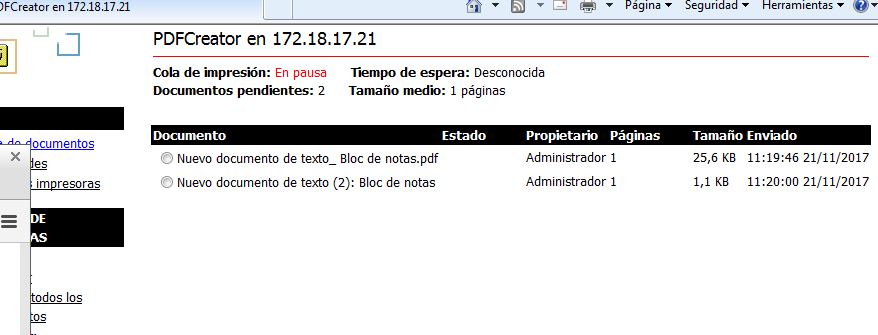 PDFCreator en 172.18.17.21
Página Seguridad Herramientas
PDFCreator en 172.18.17.21
Cola de impresión: En pausa Tiempo de espera: Desconocida
Documentos pendientes: 2 Tamaño medio: 1 páginas
Documento Estado Propietario Páginas Tamaño Enviado
Nuevo documento de texto_ Bloc de notas.pdf Administrador 1 25,6 KB 11:19:46 21/11/2017
Nuevo documento de texto (2): Bloc de notas Administrador 1 1,1 KB 11:20:00 21/11/2017
de documentos
des
impresoras
DE
AS
todos los
tos